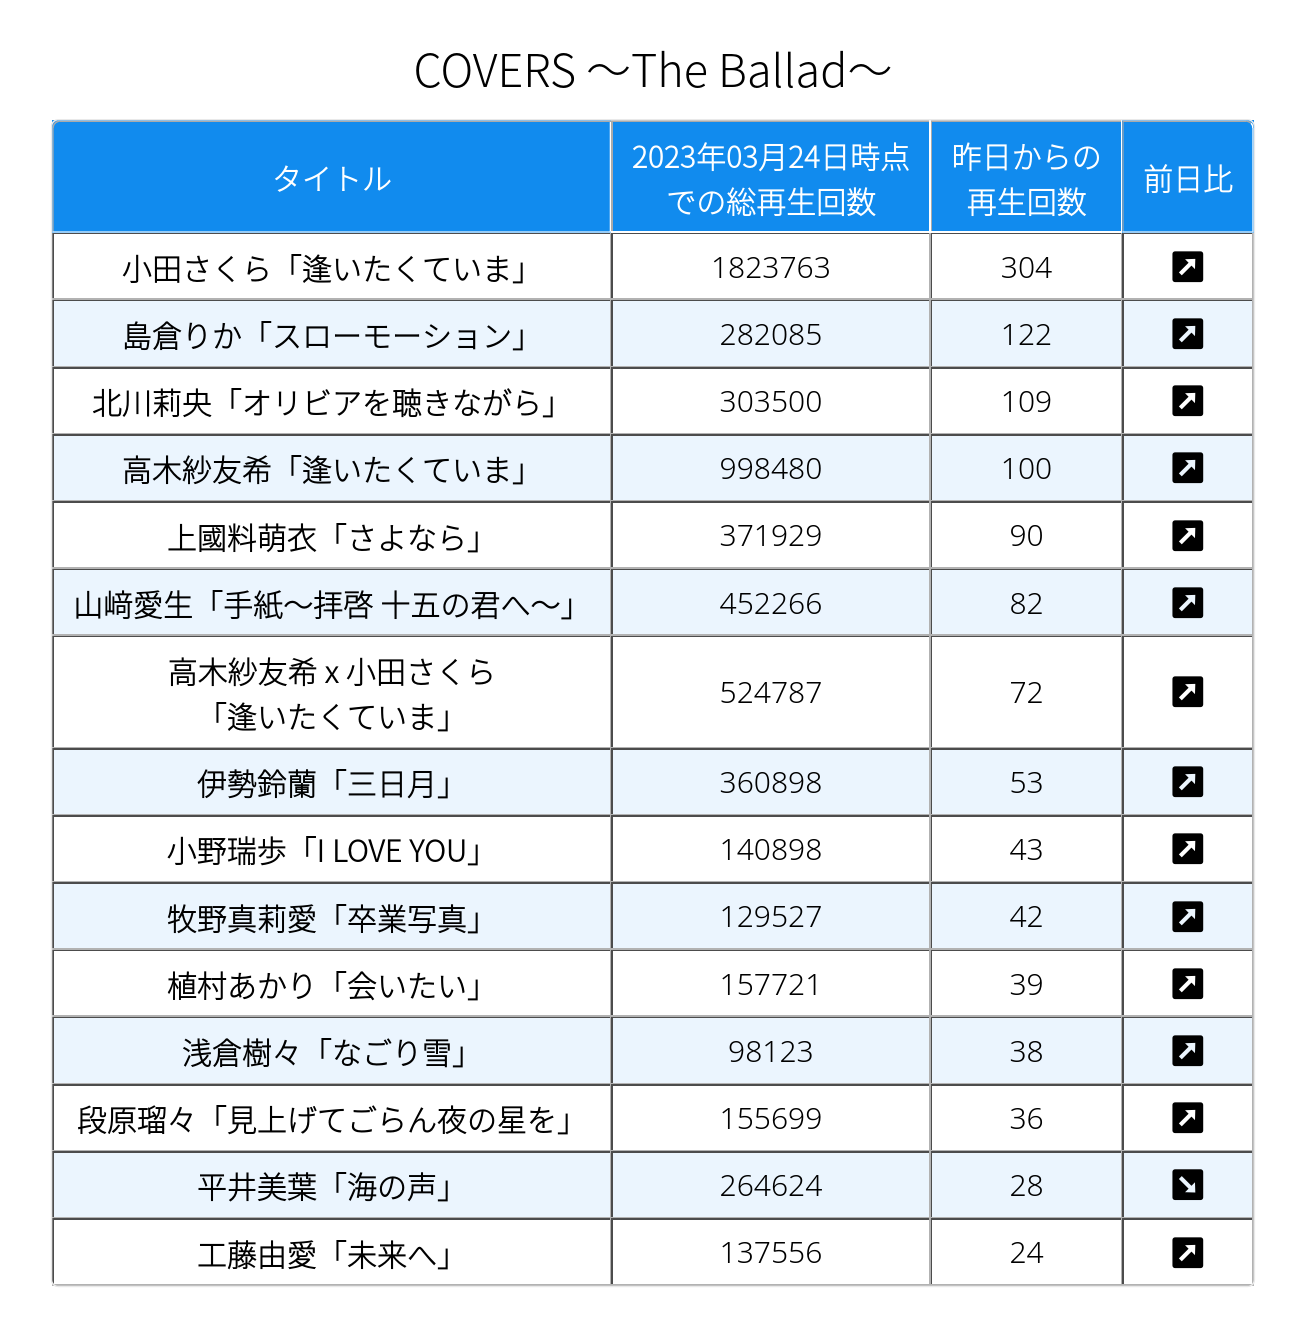 COVERS ～The Ballad～
タイトル 2023年03月24日時点 昨日からの 前日比
での総再生回数 再生回数
小田さくら「逢いたくていま」 1823763 304
島倉りか「スローモーション」 282085 122
北川莉央「オリビアを聴きながら」 303500 109
高木紗友希「逢いたくていま」 998480 100
上國料萌衣「さよなら」 371929 90
山﨑愛生「手紙～拝啓 十五の君へ～」 452266 82
高木紗友希 x 小田さくら
「逢いたくていま」 524787 72
伊勢鈴蘭「三日月」 360898 53
小野瑞歩「I LOVE YOU」 140898 43
牧野真莉愛「卒業写真」 129527 42
植村あかり「会いたい」 157721 39
浅倉樹々「なごり雪」 98123 38
段原瑠々「見上げてごらん夜の星を」 155699 36
平井美葉「海の声」 264624 28
工藤由愛「未来へ」 137556 24